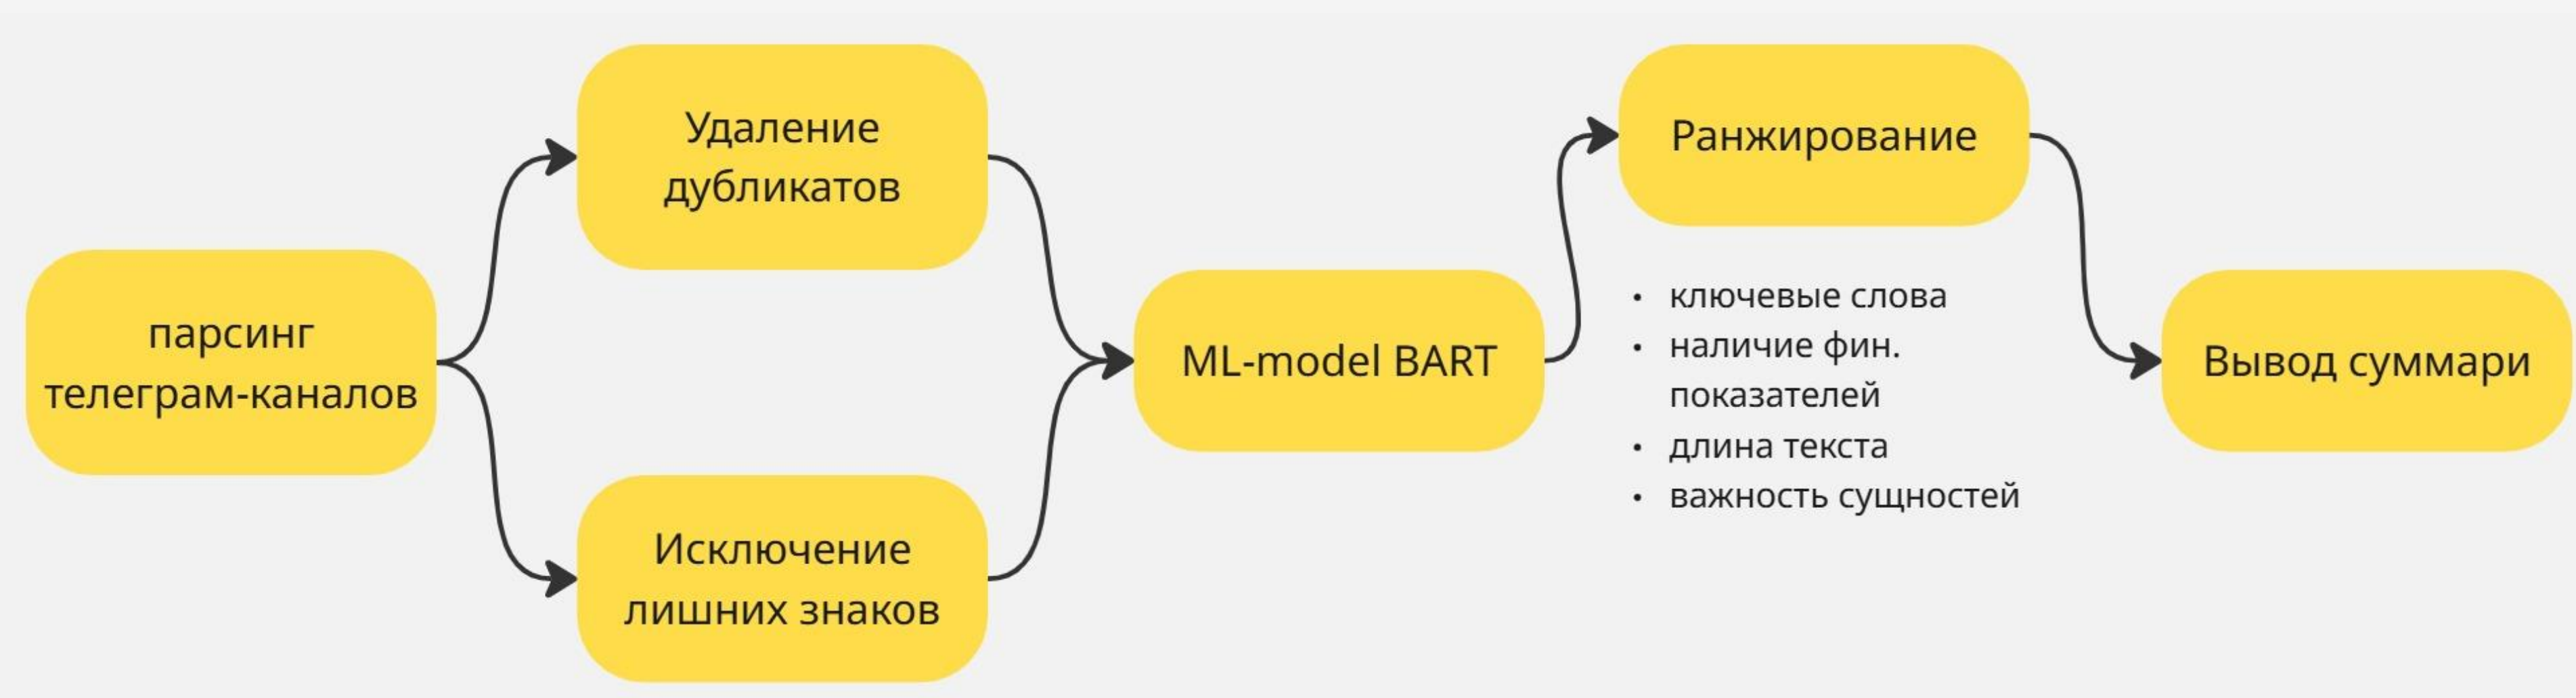 парсинг
телеграм-каналов
Удаление
дубликатов
Исключение
лишних знаков
ML-model BART
Ранжирование
• ключевые слова
• наличие фин.
показателей
• длина текста
• важность сущностей
Вывод суммари